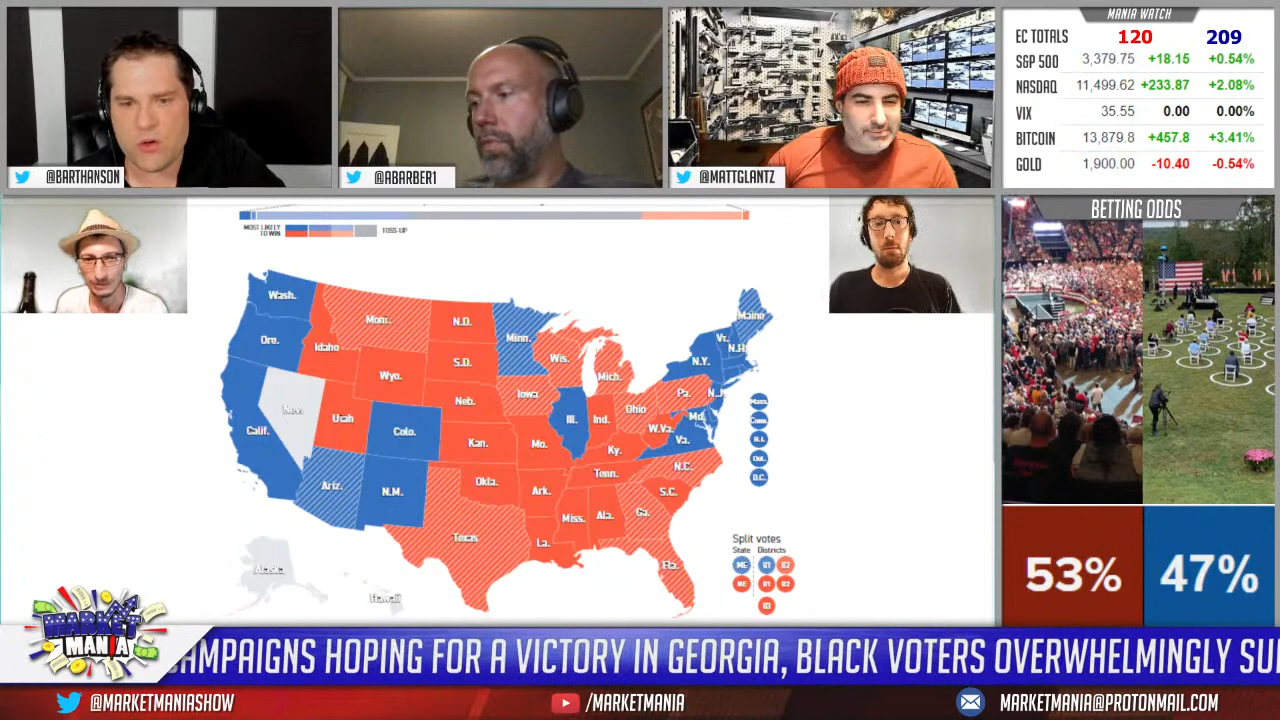 @BARTHANSON
@ABARBER1
@MATTGLANTZ
MANIA WATCH
EC TOTALS 120 209
S&P 500 3,379.75 +18.15 +0.54%
NASDAQ 11,499.62 +233.87 +2.08%
VIX 35.55 0.00 0.00%
BITCOIN 13,879.8 +457.8 +3.41%
GOLD 1,900.00 -10.40 -0.54%
BETTING ODDS
53% 47%
MOST LIKELY
TO WIN
TOSS-UP
Wash.
Ore.
Calif.
Nev.
Idaho
Mont.
Wyo.
Utah
Ariz.
Colo.
N.M.
N.D.
S.D.
Neb.
Kan.
Okla.
Texas
Minn.
Iowa
Mo.
Ark.
La.
Wis.
Ill.
Mich.
Ind.
Ohio
Ky.
Tenn.
Miss.
Ala.
Ga.
Fla.
S.C.
N.C.
Va.
W.Va.
Md.
Pa.
N.J.
N.Y.
Vt.
N.H.
Maine
Mass.
Conn.
R.I.
Del.
D.C.
Alaska
Hawaii
Split votes
State Districts
ME 01 02
NE 01 02
03
MARKET
MANIA
CAMPAIGNS HOPING FOR A VICTORY IN GEORGIA, BLACK VOTERS OVERWHELMINGLY SU
@MARKETMANIASHOW
/MARKETMANIA
MARKETMANIA@PROTONMAIL.COM